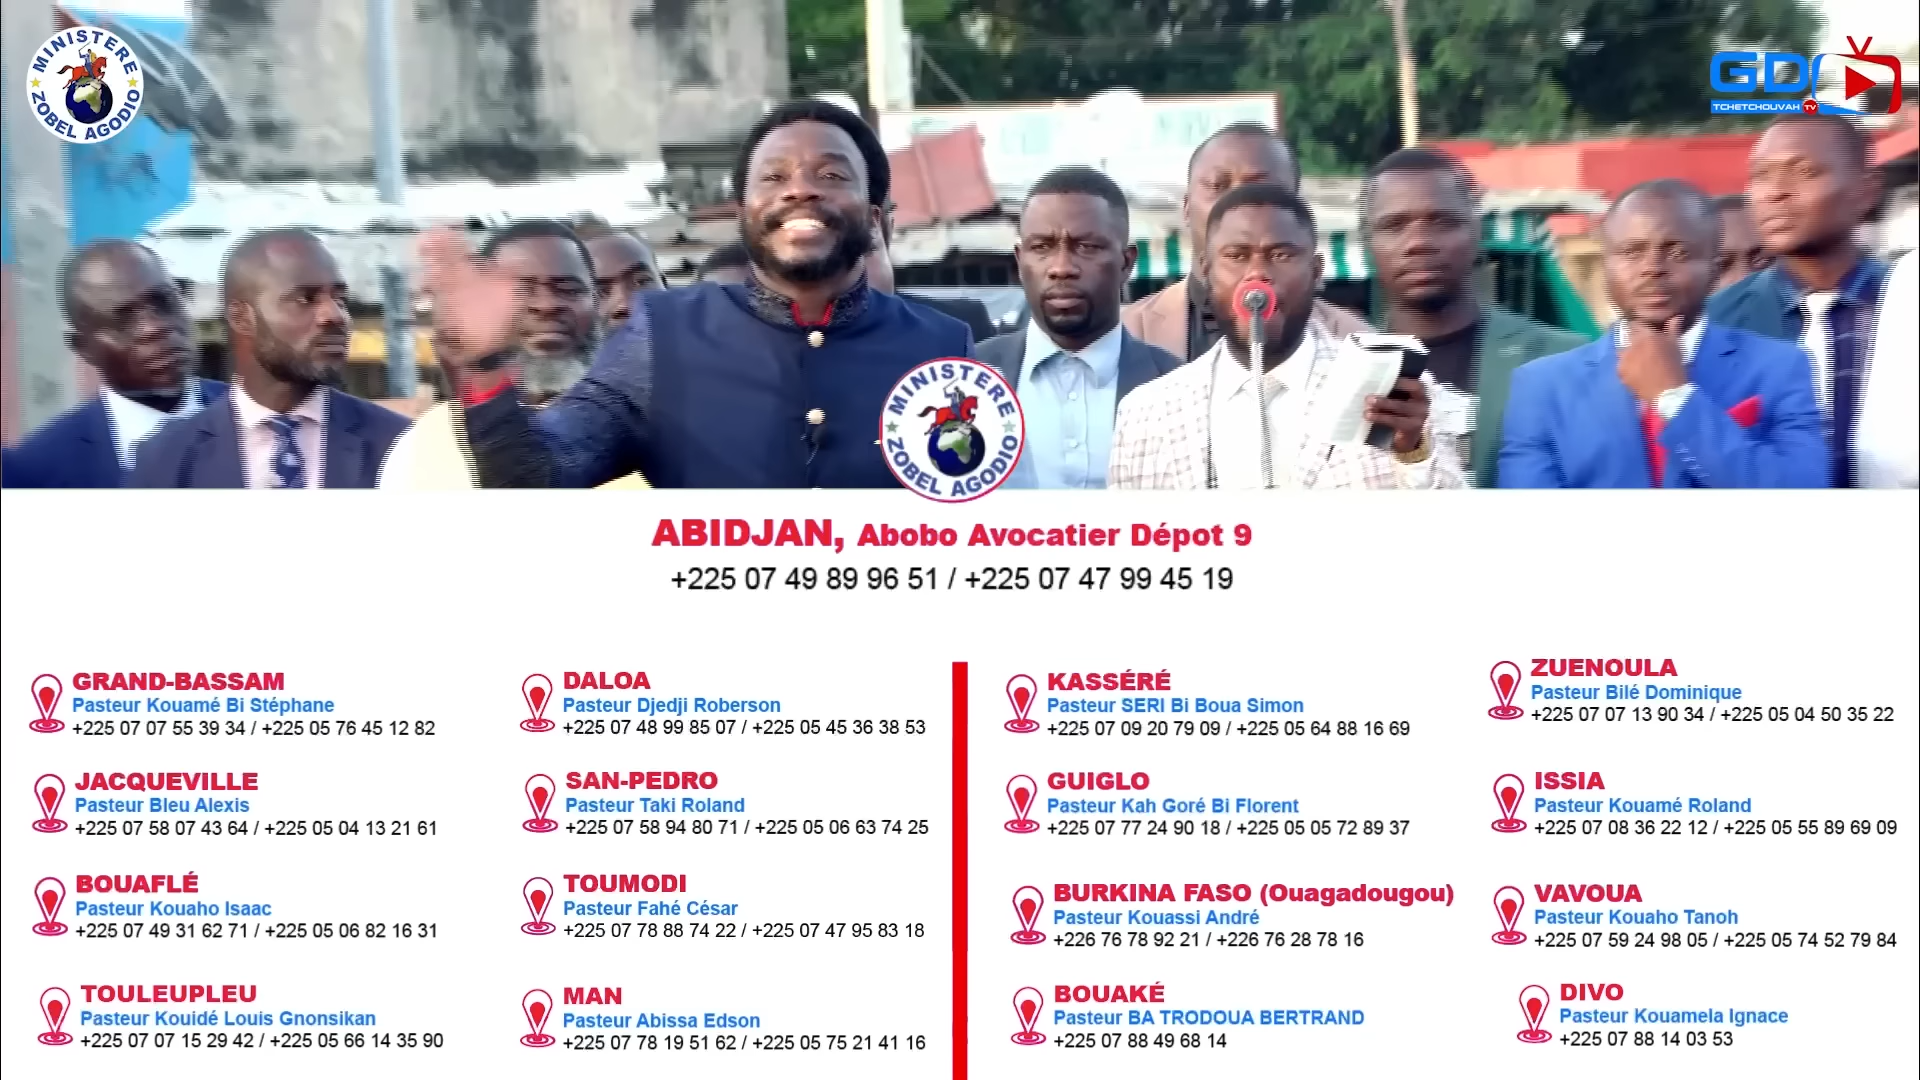 MINISTERE
ZOBEL AGODIO
GD
TCHETCHOUVAH TV
MINISTERE
ZOBEL AGODIO
ABIDJAN, Abobo Avocatier Dépot 9
+225 07 49 89 96 51 / +225 07 47 99 45 19
GRAND-BASSAM
Pasteur Kouamé Bi Stéphane
+225 07 07 55 39 34 / +225 05 76 45 12 82
JACQUEVILLE
Pasteur Bleu Alexis
+225 07 58 07 43 64 / +225 05 04 13 21 61
BOUAFLÉ
Pasteur Kouaho Isaac
+225 07 49 31 62 71 / +225 05 06 82 16 31
TOULEUPLEU
Pasteur Kouidé Louis Gnonsikan
+225 07 07 15 29 42 / +225 05 66 14 35 90
DALOA
Pasteur Djedji Roberson
+225 07 48 99 85 07 / +225 05 45 36 38 53
SAN-PEDRO
Pasteur Taki Roland
+225 07 58 94 80 71 / +225 05 06 63 74 25
TOUMODI
Pasteur Fahé César
+225 07 78 88 74 22 / +225 07 47 95 83 18
MAN
Pasteur Abissa Edson
+225 07 78 19 51 62 / +225 05 75 21 41 16
KASSÉRÉ
Pasteur SERI Bi Boua Simon
+225 07 09 20 79 09 / +225 05 64 88 16 69
GUIGLO
Pasteur Kah Goré Bi Florent
+225 07 77 24 90 18 / +225 05 05 72 89 37
BURKINA FASO (Ouagadougou)
Pasteur Kouassi André
+226 76 78 92 21 / +226 76 28 78 16
BOUAKÉ
Pasteur BA TRODOUA BERTRAND
+225 07 88 49 68 14
ZUENOULA
Pasteur Bilé Dominique
+225 07 07 13 90 34 / +225 05 04 50 35 22
ISSIA
Pasteur Kouamé Roland
+225 07 08 36 22 12 / +225 05 55 89 69 09
VAVOUA
Pasteur Kouaho Tanoh
+225 07 59 24 98 05 / +225 05 74 52 79 84
DIVO
Pasteur Kouamela Ignace
+225 07 88 14 03 53